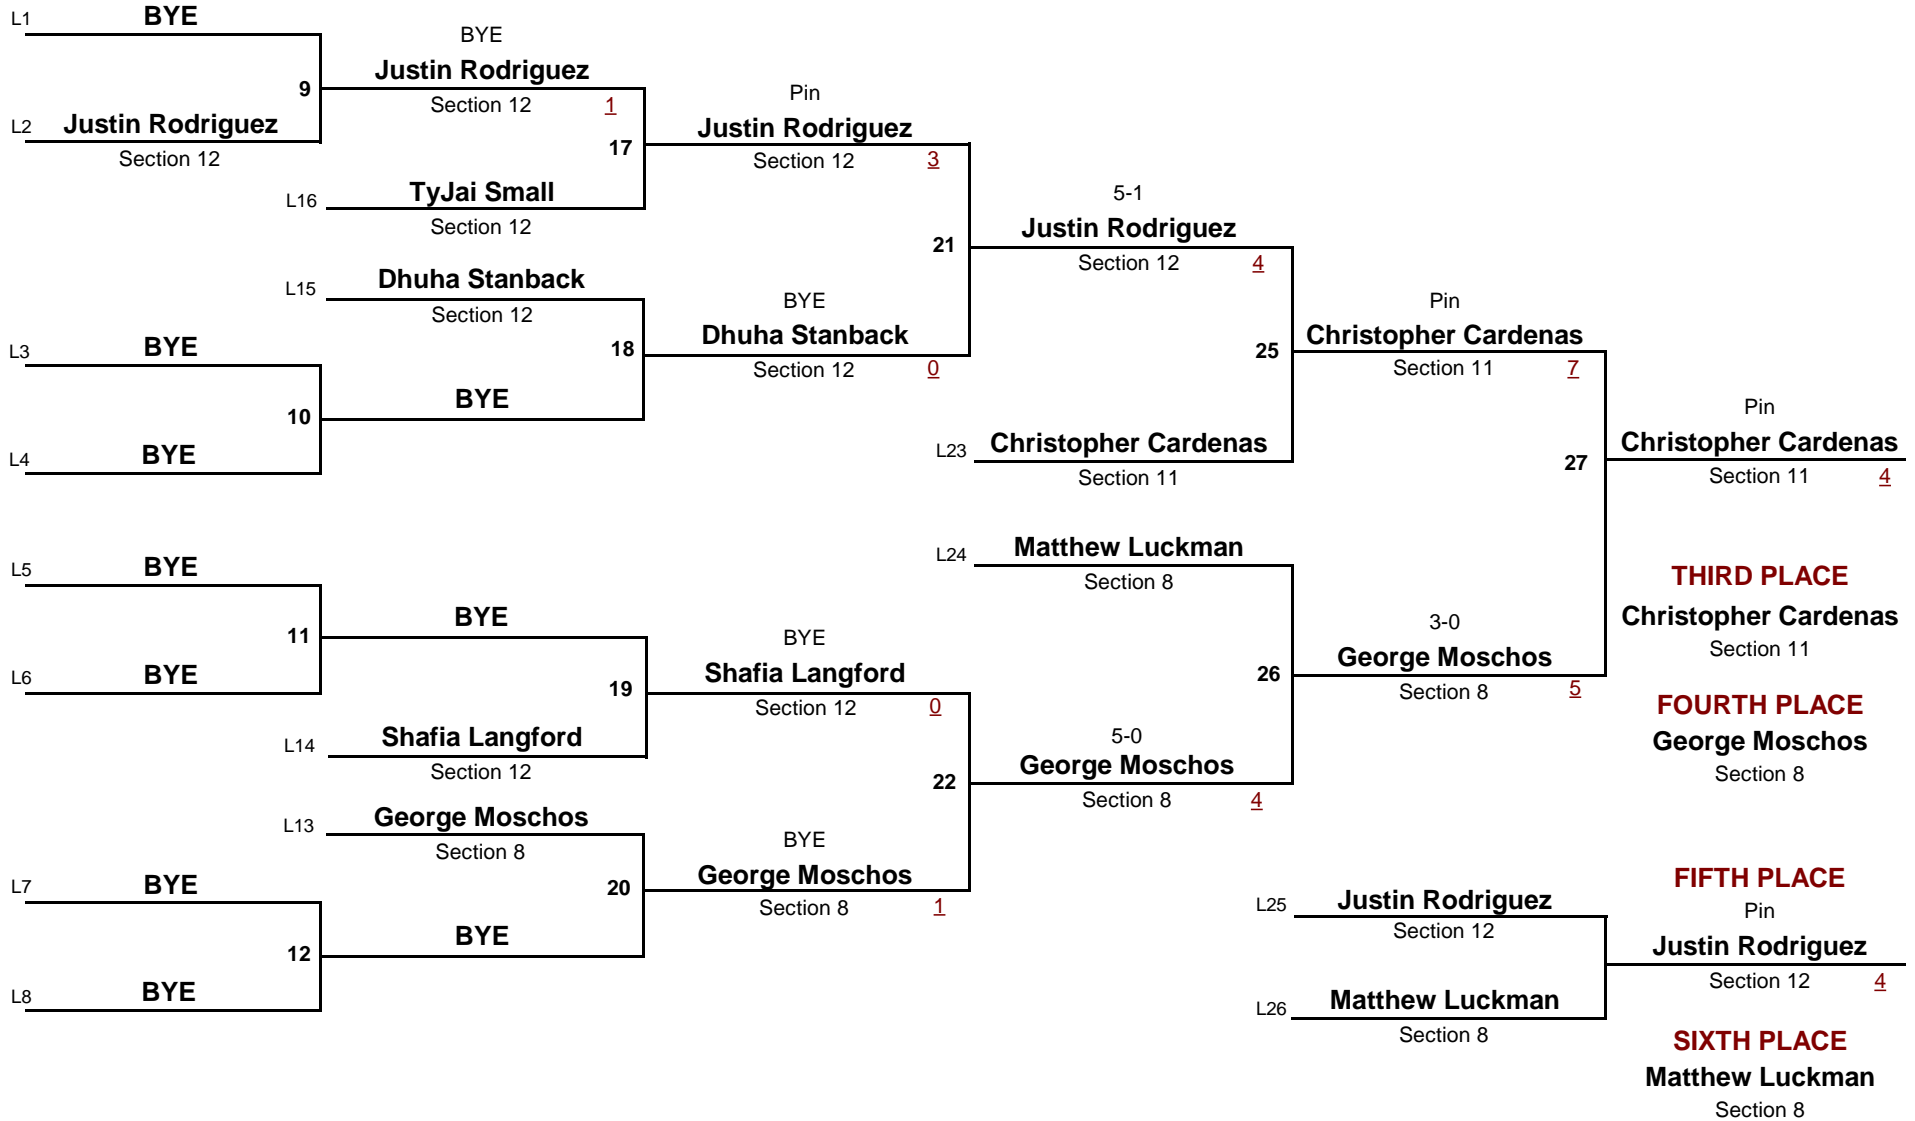 L1 BYE
BYE
Justin Rodriguez
9
Section 12 1
L2 Justin Rodriguez
Section 12
17
Pin
Justin Rodriguez
Section 12 3
L16 TyJai Small
Section 12
21
5-1
Justin Rodriguez
Section 12 4
L15 Dhuha Stanback
Section 12
18
BYE
Dhuha Stanback
Section 12 0
L3 BYE
10
BYE
L4 BYE
25
Pin
Christopher Cardenas
Section 11 7
L23 Christopher Cardenas
Section 11
27
Pin
Christopher Cardenas
Section 11 4
L5 BYE
11
BYE
L6 BYE
19
BYE
Shafia Langford
Section 12 0
L14 Shafia Langford
Section 12
22
5-0
George Moschos
Section 8 4
L24 Matthew Luckman
Section 8
26
3-0
George Moschos
Section 8 5
THIRD PLACE
Christopher Cardenas
Section 11
FOURTH PLACE
George Moschos
Section 8
L13 George Moschos
Section 8
20
BYE
George Moschos
Section 8 1
L7 BYE
12
BYE
L8 BYE
L25 Justin Rodriguez
Section 12
L26 Matthew Luckman
Section 8
FIFTH PLACE
Pin
Justin Rodriguez
Section 12 4
SIXTH PLACE
Matthew Luckman
Section 8